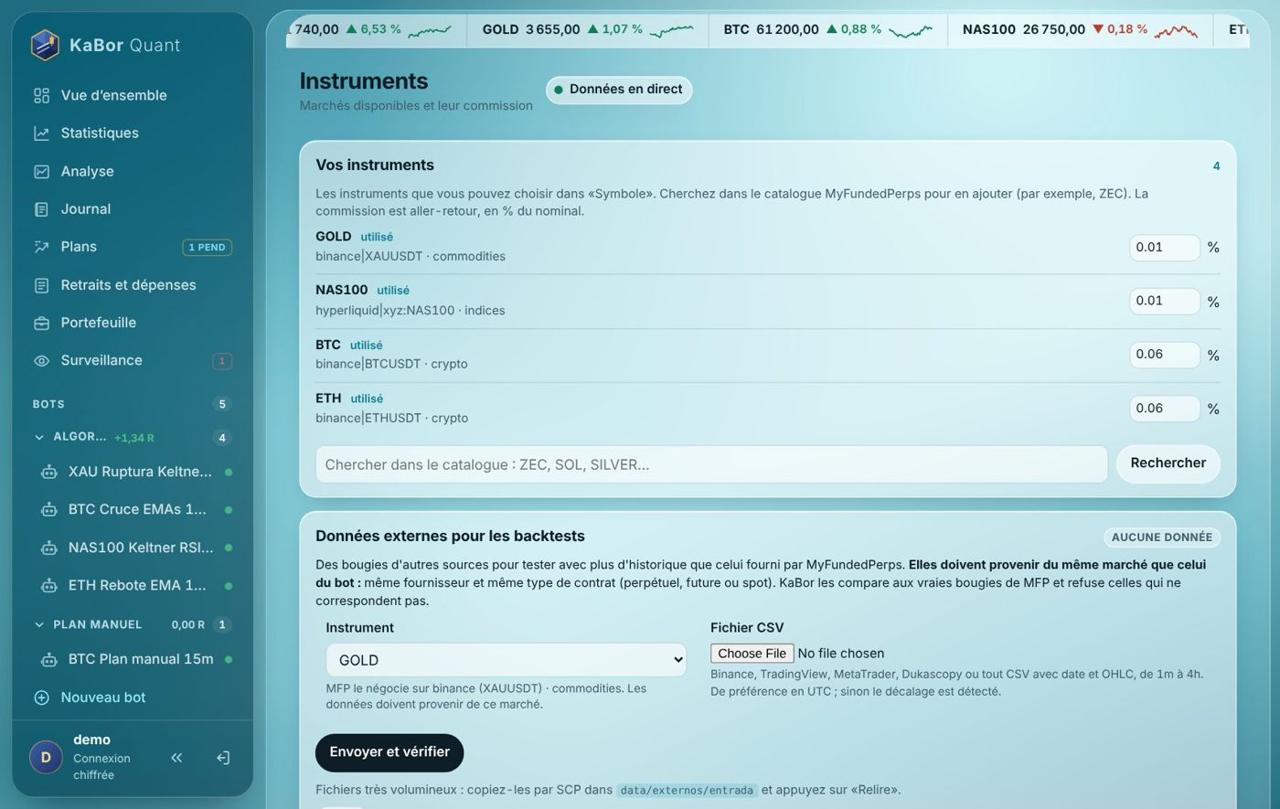 KaBor Quant
Vue d’ensemble
Statistiques
Analyse
Journal
Plans 1 PEND
Retraits et dépenses
Portefeuille
Surveillance 1
BOTS 5
ALGOR... +1,34 R 4
XAU Ruptura Keltne...
BTC Cruce EMAs 1...
NAS100 Keltner RSI...
ETH Rebote EMA 1...
PLAN MANUEL 0,00 R 1
BTC Plan manual 15m
Nouveau bot
D demo
Connexion
chiffrée
740,00 ▲ 6,53 % GOLD 3 655,00 ▲ 1,07 % BTC 61 200,00 ▲ 0,88 % NAS100 26 750,00 ▼ 0,18 %
Instruments
Marchés disponibles et leur commission
Données en direct
Vos instruments 4
Les instruments que vous pouvez choisir dans «Symbole». Cherchez dans le catalogue MyFundedPerps pour en ajouter (par exemple, ZEC). La
commission est aller-retour, en % du nominal.
GOLD utilisé
binance|XAUUSDT · commodities
0.01 %
NAS100 utilisé
hyperliquid|xyz:NAS100 · indices
0.01 %
BTC utilisé
binance|BTCUSDT · crypto
0.06 %
ETH utilisé
binance|ETHUSDT · crypto
0.06 %
Chercher dans le catalogue : ZEC, SOL, SILVER... Rechercher
Données externes pour les backtests AUCUNE DONNÉE
Des bougies d'autres sources pour tester avec plus d'historique que celui fourni par MyFundedPerps. Elles doivent provenir du même marché que celui
du bot : même fournisseur et même type de contrat (perpétuel, future ou spot). KaBor les compare aux vraies bougies de MFP et refuse celles qui ne
correspondent pas.
Instrument
GOLD
MFP le négocie sur binance (XAUUSDT) · commodities. Les
données doivent provenir de ce marché.
Fichier CSV
Choose File No file chosen
Binance, TradingView, MetaTrader, Dukascopy ou tout CSV avec date et OHLC, de 1m à 4h.
De préférence en UTC ; sinon le décalage est détecté.
Envoyer et vérifier
Fichiers très volumineux : copiez-les par SCP dans data/externos/entrada et appuyez sur «Relire».